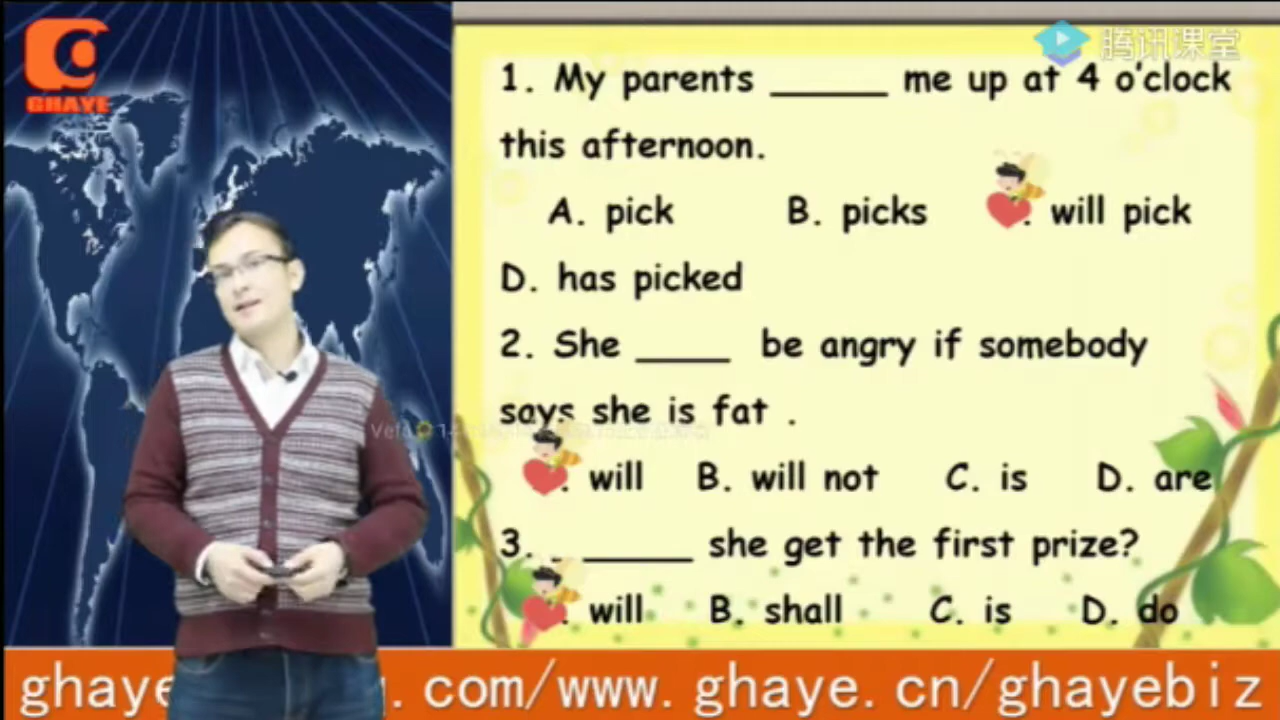 GHAYE
腾讯课堂
1. My parents _____ me up at 4 o'clock
this afternoon.
A. pick B. picks . will pick
D. has picked
2. She ____ be angry if somebody
says she is fat .
. will B. will not C. is D. are
3. . _____ she get the first prize?
. will B. shall C. is D. do
ghaye . com/www. ghaye. cn/ghayebiz